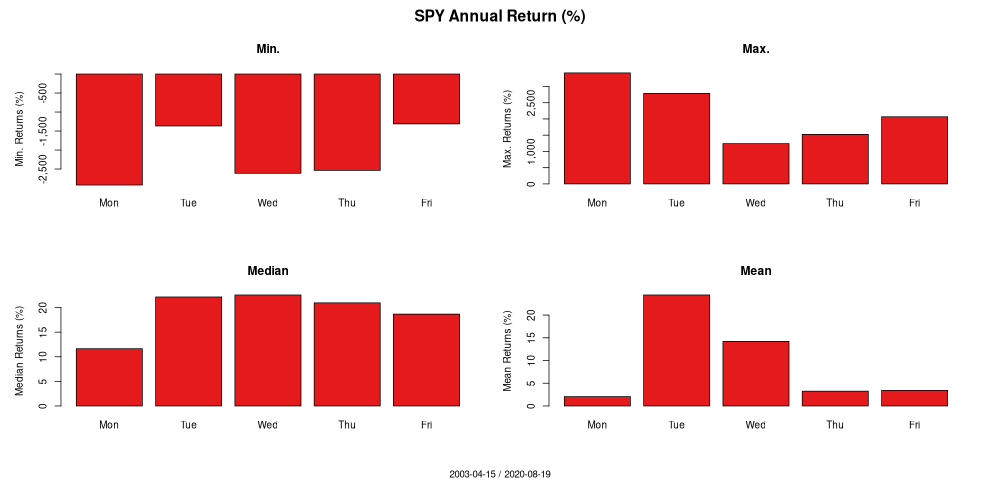 SPY Annual Return (%)
Min.
Min. Returns (%)
-500
-1,500
-2,500
Mon Tue Wed Thu Fri
Max.
Max. Returns (%)
2,500
1,000
0
Mon Tue Wed Thu Fri
Median
Median Returns (%)
20
15
10
5
0
Mon Tue Wed Thu Fri
Mean
Mean Returns (%)
20
15
10
5
0
Mon Tue Wed Thu Fri
2003-04-15 / 2020-08-19